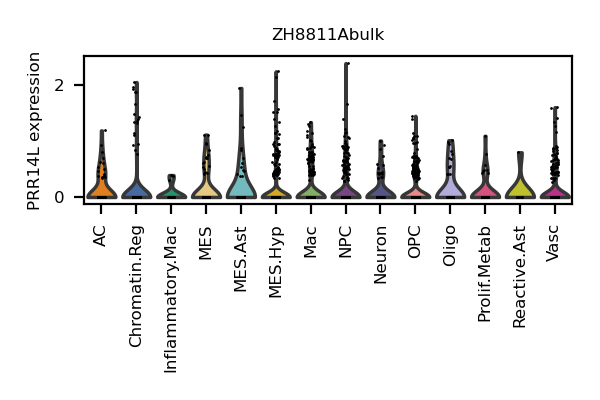 ZH8811Abulk
PRR14L expression
2
0
AC
Chromatin.Reg
Inflammatory.Mac
MES
MES.Ast
MES.Hyp
Mac
NPC
Neuron
OPC
Oligo
Prolif.Metab
Reactive.Ast
Vasc